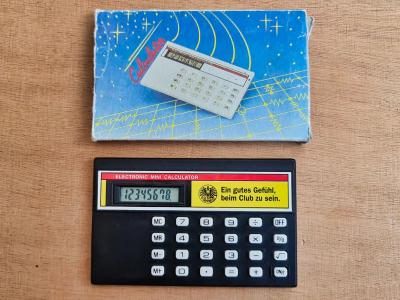 Calculator
ELECTRONIC MINI CALCULATOR
12345678
Ein gutes Gefühl,
beim Club zu sein.
MC 7 8 9 ÷ OFF
MR 4 5 6 ×
M- 1 2 3 - √
M+ 0 · = +